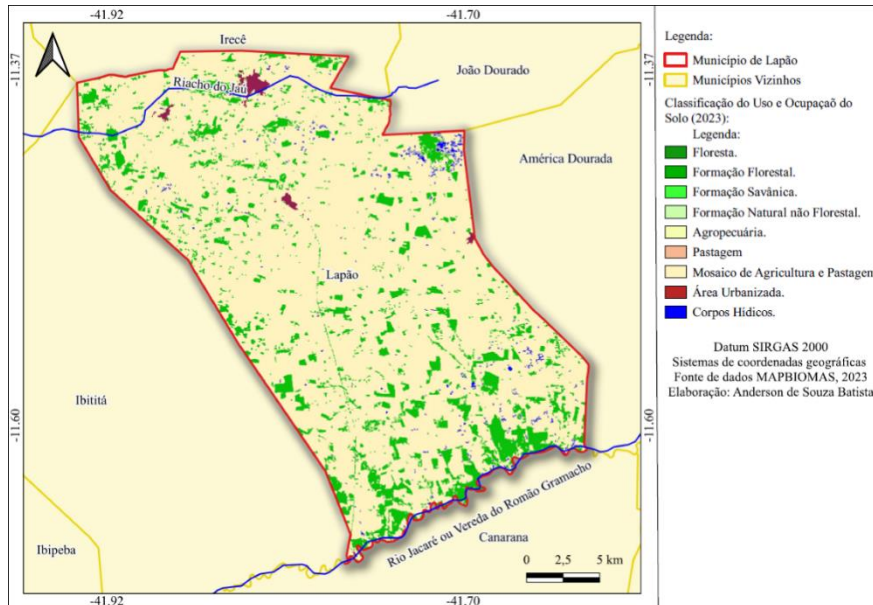 -41.92
-41.70
Irecê
-11.37
-11.37
João Dourado
Riacho do Jaú
América Dourada
Lapão
Ibititá
-11.60
-11.60
Rio Jacaré ou Vereda do Romão Gramacho
Canarana
Ibipeba
0 2,5 5 km
-41.92
-41.70
Legenda:
Município de Lapão
Municípios Vizinhos
Classificação do Uso e Ocupaçaõ do
Solo (2023):
Legenda:
Floresta.
Formação Florestal.
Formação Savânica.
Formação Natural não Florestal.
Agropecuária.
Pastagem
Mosaico de Agricultura e Pastagem
Área Urbanizada.
Corpos Hídicos.
Datum SIRGAS 2000
Sistemas de coordenadas geográficas
Fonte de dados MAPBIOMAS, 2023
Elaboração: Anderson de Souza Batista